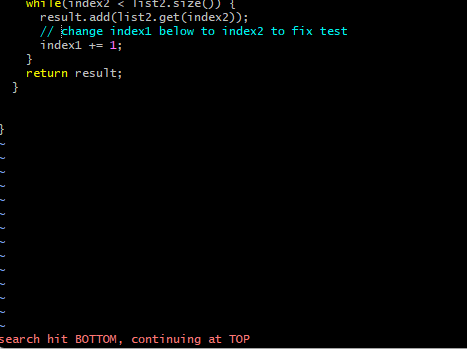 while(index2 < list2.size()) {
result.add(list2.get(index2));
// change index1 below to index2 to fix test
index1 += 1;
}
return result;
}
}
~
~
~
~
~
~
~
~
~
~
~
~
~
~
search hit BOTTOM, continuing at TOP